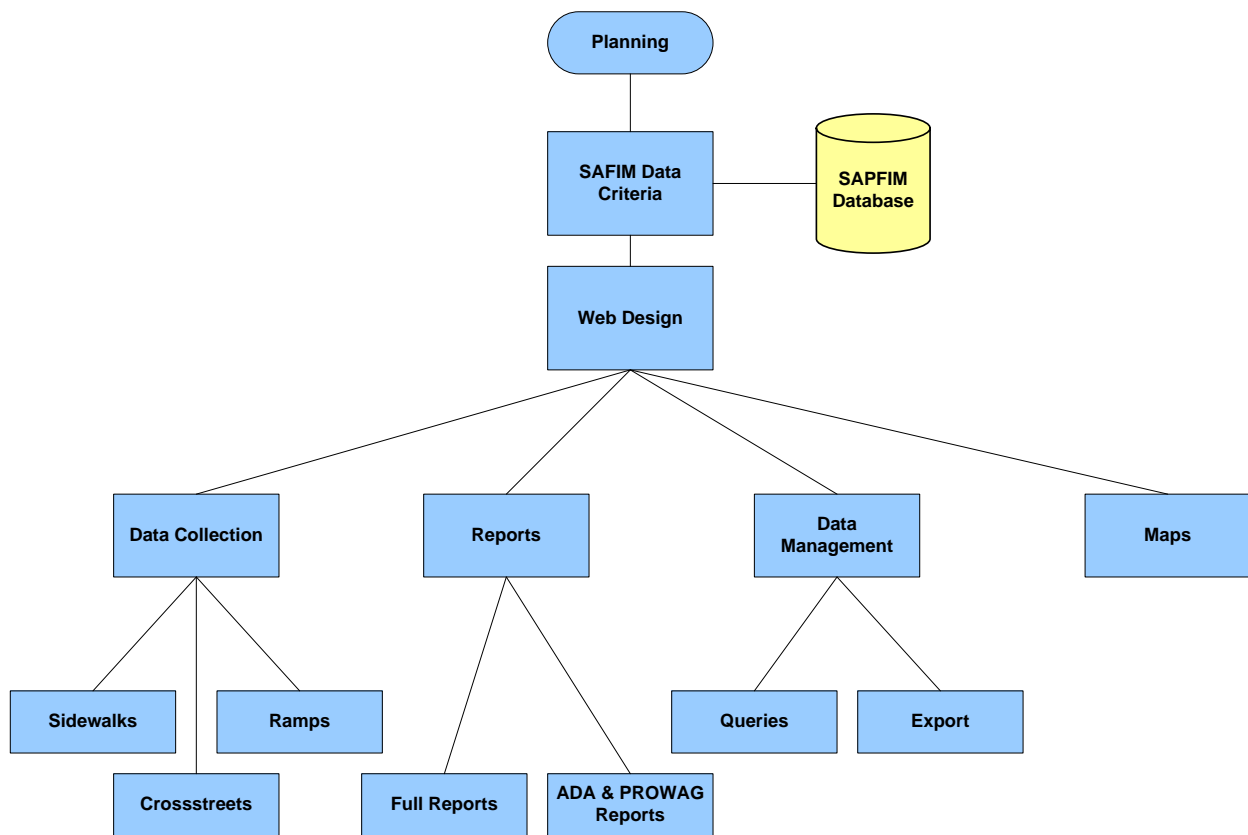 Planning
SAFIM Data
Criteria
SAPFIM
Database
Web Design
Data Collection
Reports
Data
Management
Maps
Sidewalks
Ramps
Queries
Export
Crossstreets
Full Reports
ADA & PROWAG
Reports